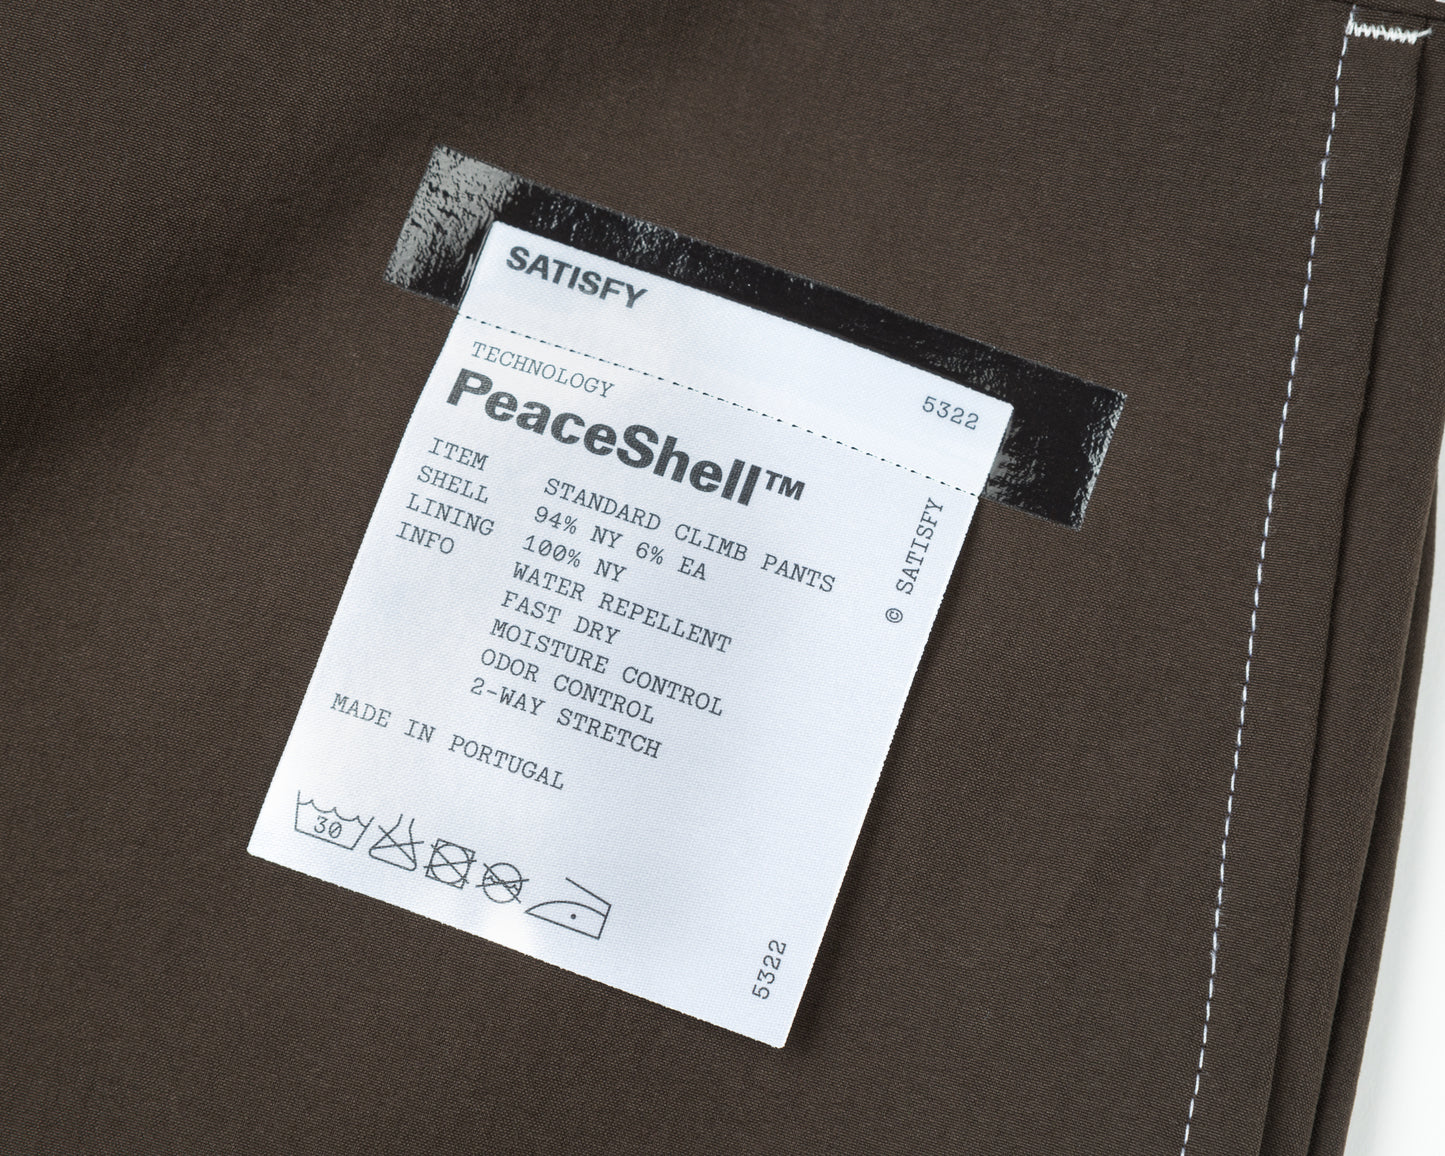 SATISFY
5322
TECHNOLOGY
PeaceShell™
ITEM STANDARD CLIMB PANTS
SHELL 94% NY 6% EA
LINING 100% NY
INFO WATER REPELLENT
FAST DRY
MOISTURE CONTROL
ODOR CONTROL
2-WAY STRETCH
© SATISFY
MADE IN PORTUGAL
30
5322